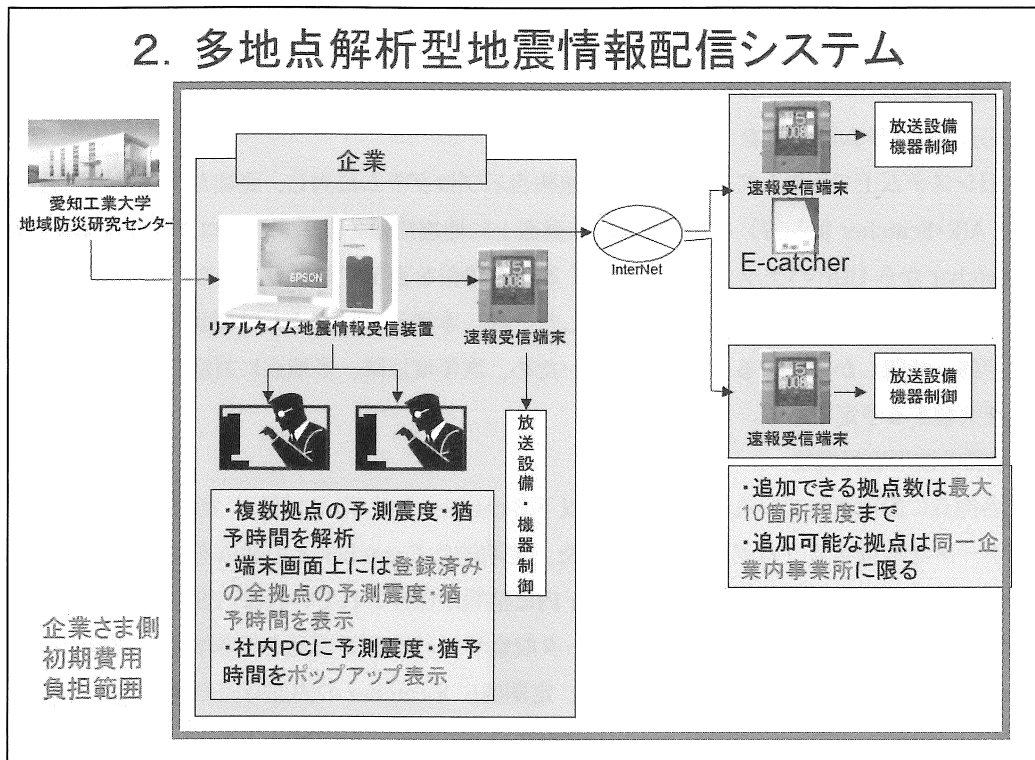 2．多地点解析型地震情報配信システム
愛知工業大学
地域防災研究センター
企業
EPSON
リアルタイム地震情報受信装置
速報受信端末
放送設備・機器制御
・複数拠点の予測震度・猶
予時間を解析
・端末画面上には登録済み
の全拠点の予測震度・猶
予時間を表示
・社内PCに予測震度・猶予
時間をポップアップ表示
企業さま側
初期費用
負担範囲
InterNet
速報受信端末
放送設備
機器制御
E-catcher
速報受信端末
放送設備
機器制御
・追加できる拠点数は最大
10箇所程度まで
・追加可能な拠点は同一企
業内事業所に限る